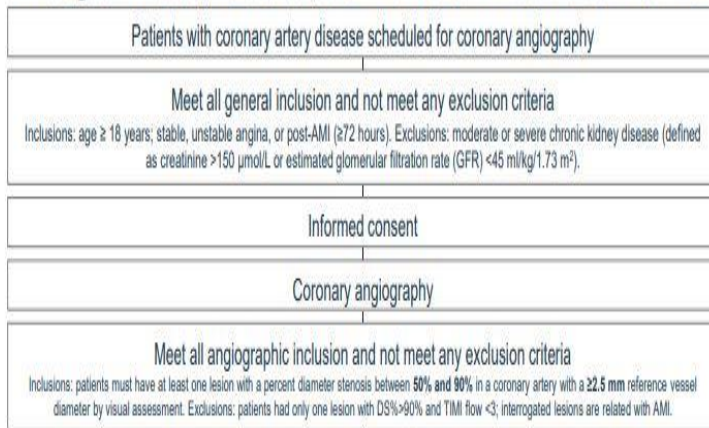 Patients with coronary artery disease scheduled for coronary angiography
Meet all general inclusion and not meet any exclusion criteria
Inclusions: age ≥ 18 years; stable, unstable angina, or post-AMI (≥72 hours). Exclusions: moderate or severe chronic kidney disease (defined
as creatinine >150 μmol/L or estimated glomerular filtration rate (GFR) <45 ml/kg/1.73 m²).
Informed consent
Coronary angiography
Meet all angiographic inclusion and not meet any exclusion criteria
Inclusions: patients must have at least one lesion with a percent diameter stenosis between 50% and 90% in a coronary artery with a ≥2.5 mm reference vessel
diameter by visual assessment. Exclusions: patients had only one lesion with DS%>90% and TIMI flow <3; interrogated lesions are related with AMI.